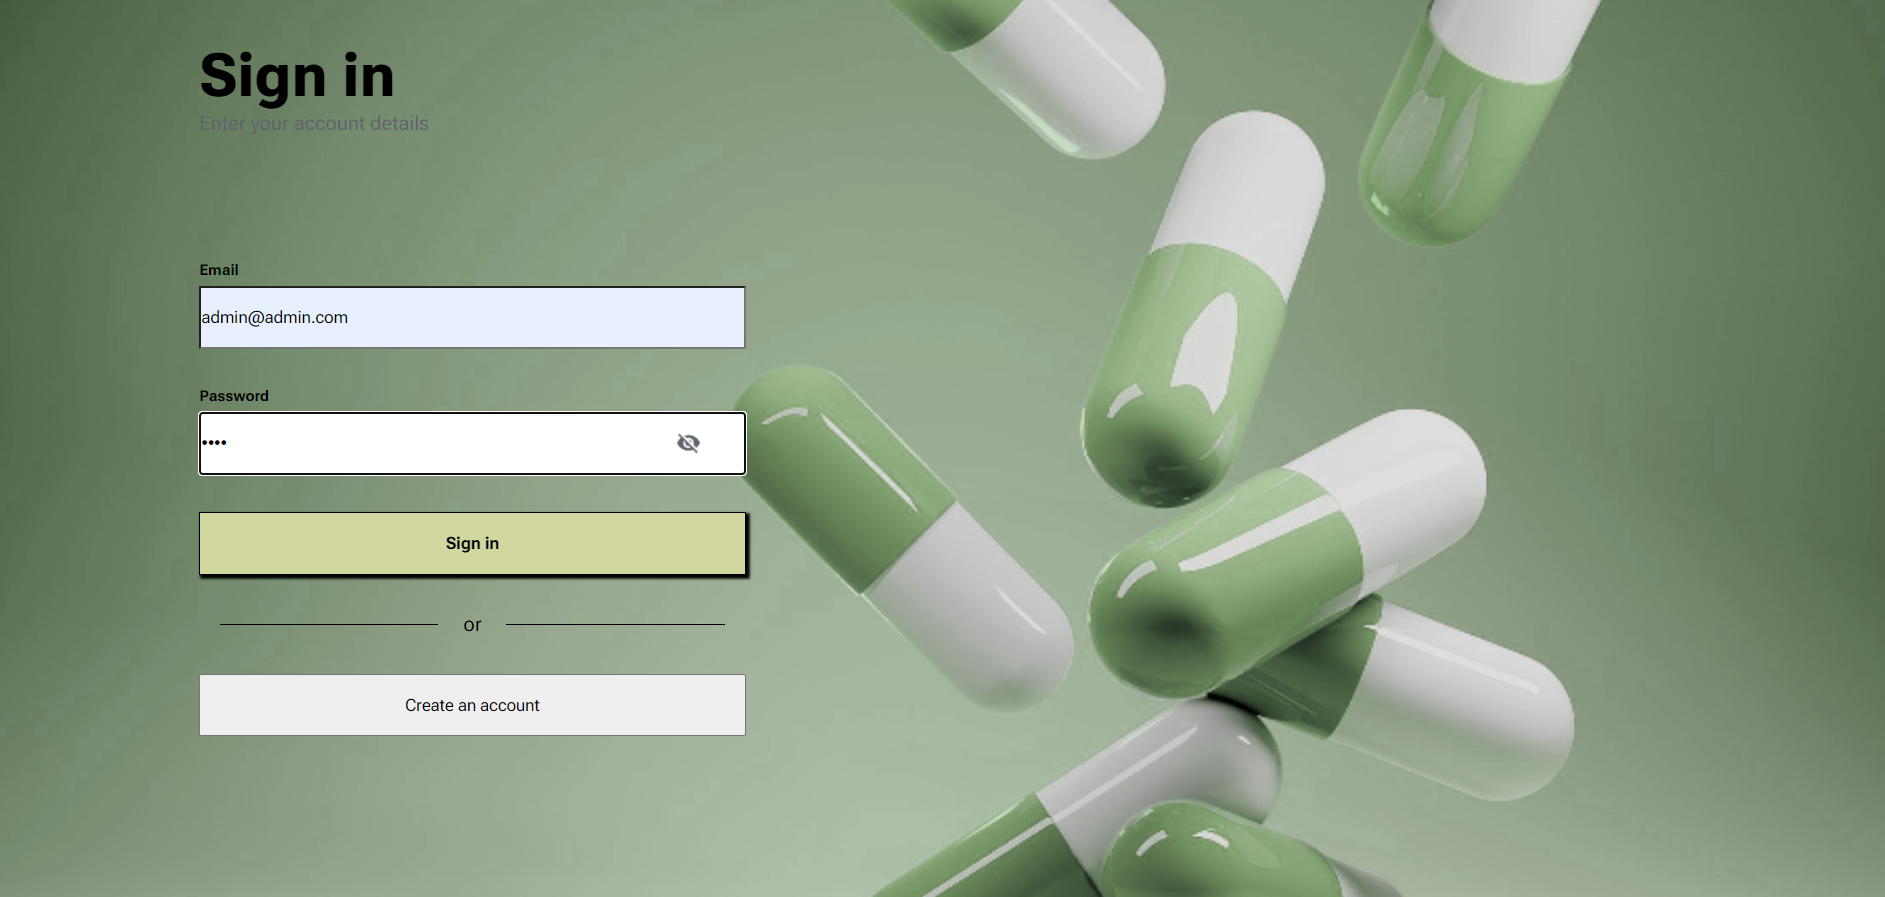 Sign in
Enter your account details
Email
admin@admin.com
Password
••••
Sign in
or
Create an account